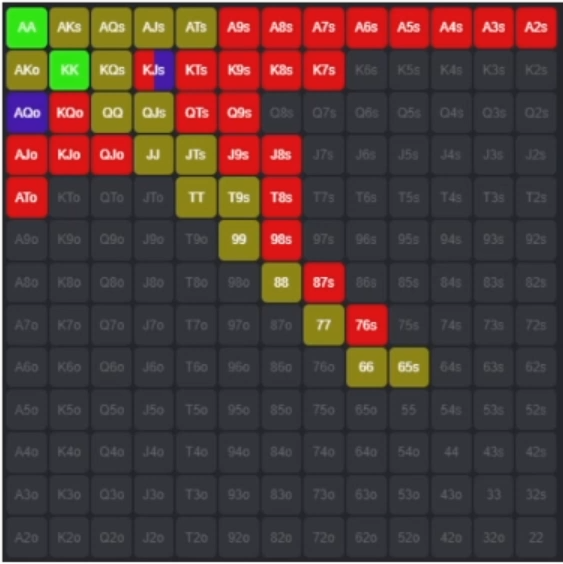 AA AKs AQs AJs ATs A9s A8s A7s A6s A5s A4s A3s A2s
AKo KK KQs KJs KTs K9s K8s K7s K6s K5s K4s K3s K2s
AQo KQo QQ QJs QTs Q9s Q8s Q7s Q6s Q5s Q4s Q3s Q2s
AJo KJo QJo JJ JTs J9s J8s J7s J6s J5s J4s J3s J2s
ATo KTo QTo JTo TT T9s T8s T7s T6s T5s T4s T3s T2s
A9o K9o Q9o J9o T9o 99 98s 97s 96s 95s 94s 93s 92s
A8o K8o Q8o J8o T8o 98o 88 87s 86s 85s 84s 83s 82s
A7o K7o Q7o J7o T7o 97o 87o 77 76s 75s 74s 73s 72s
A6o K6o Q6o J6o T6o 96o 86o 76o 66 65s 64s 63s 62s
A5o K5o Q5o J5o T5o 95o 85o 75o 65o 55 54s 53s 52s
A4o K4o Q4o J4o T4o 94o 84o 74o 64o 54o 44 43s 42s
A3o K3o Q3o J3o T3o 93o 83o 73o 63o 53o 43o 33 32s
A2o K2o Q2o J2o T2o 92o 82o 72o 62o 52o 42o 32o 22